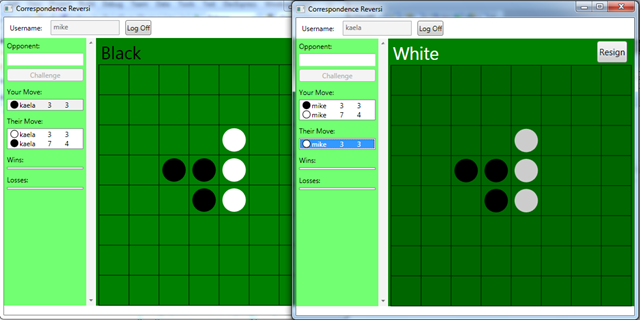 Correspondence Reversi
Username: mike Log Off
Opponent:
Challenge
Your Move:
kaela 3 3
Their Move:
kaela 3 3
kaela 7 4
Wins:
Losses:
Black
Correspondence Reversi
Username: kaela Log Off
Opponent:
Challenge
Your Move:
mike 3 3
mike 7 4
Their Move:
mike 3 3
Wins:
Losses:
White
Resign